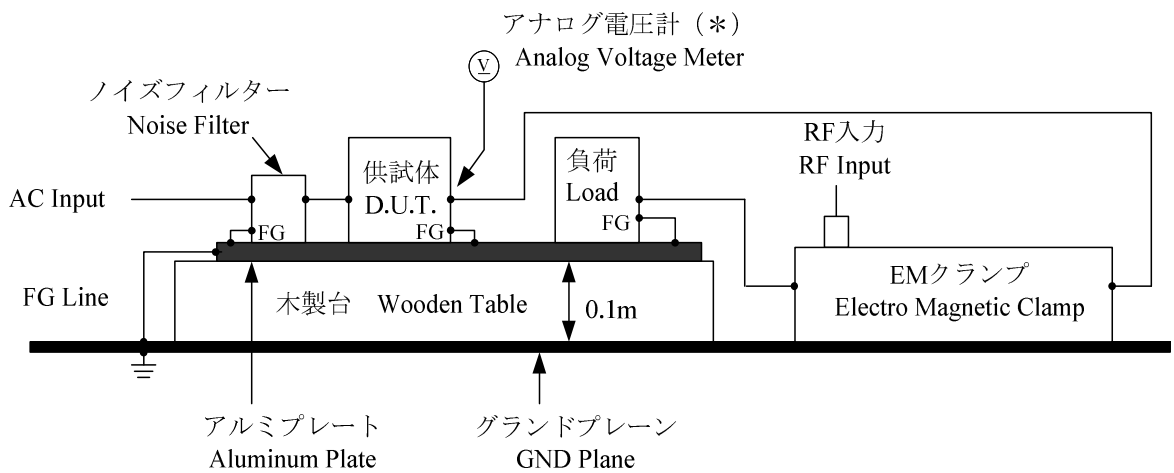 アナログ電圧計（＊）
Analog Voltage Meter
V
ノイズフィルター
Noise Filter
RF入力
RF Input
供試体
D.U.T.
負荷
Load
AC Input
FG
FG
FG
EMクランプ
Electro Magnetic Clamp
FG Line
木製台 Wooden Table
0.1m
アルミプレート
Aluminum Plate
グランドプレーン
GND Plane